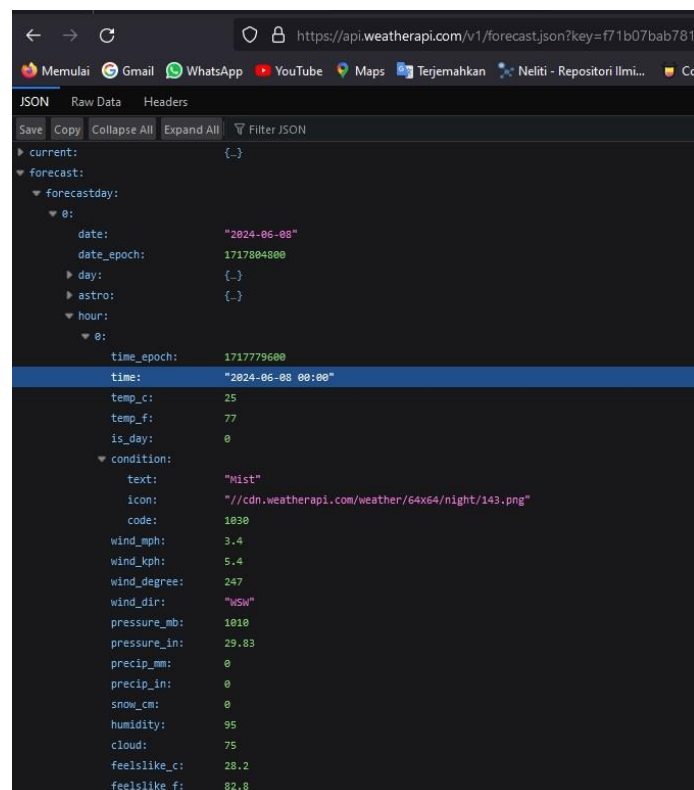 https://api.weatherapi.com/v1/forecast.json?key=f71b07bab781
Memulai Gmail WhatsApp YouTube Maps Terjemahkan Neliti - Repositori Ilmi... Co
JSON Raw Data Headers
Save Copy Collapse All Expand All Filter JSON
current: {…}
forecast:
forecastday:
0:
date: "2024-06-08"
date_epoch: 1717804800
day: {…}
astro: {…}
hour:
0:
time_epoch: 1717779600
time: "2024-06-08 00:00"
temp_c: 25
temp_f: 77
is_day: 0
condition:
text: "Mist"
icon: "//cdn.weatherapi.com/weather/64x64/night/143.png"
code: 1030
wind_mph: 3.4
wind_kph: 5.4
wind_degree: 247
wind_dir: "WSW"
pressure_mb: 1010
pressure_in: 29.83
precip_mm: 0
precip_in: 0
snow_cm: 0
humidity: 95
cloud: 75
feelslike_c: 28.2
feelslike_f: 82.8